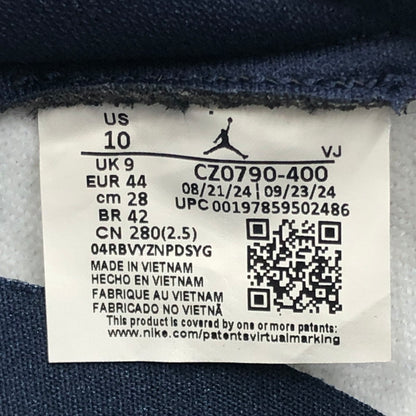 US
10
VJ
UK 9
EUR 44
cm 28
BR 42
CN 280(2.5)
CZ0790-400
08/21/24 | 09/23/24
UPC 00197859502486
04RBVYZNPDSYG
MADE IN VIETNAM
HECHO EN VIETNAM
FABRIQUE AU VIETNAM
FABRICADO NO VIETNÃ
This product is covered by one or more patents:
www.nike.com/patentsvirtualmarking